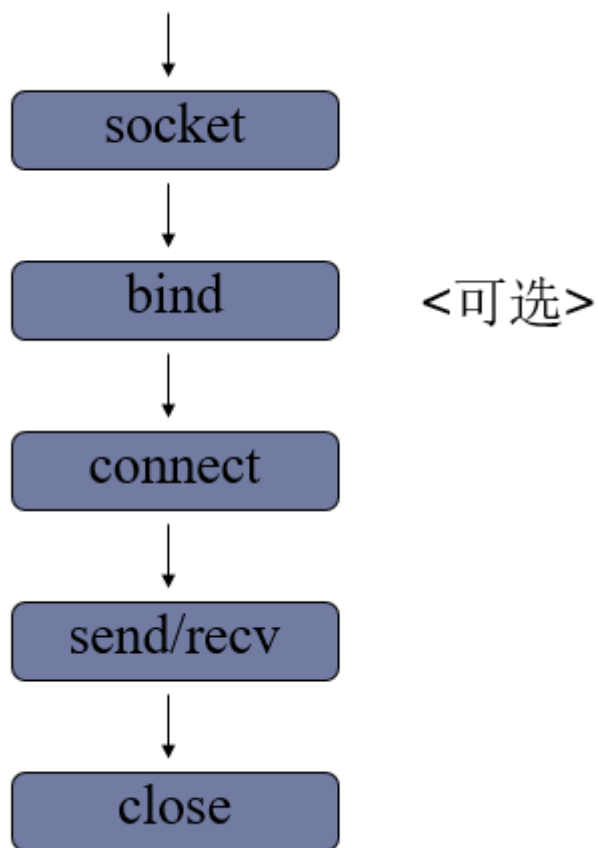 socket
bind <可选>
connect
send/recv
close